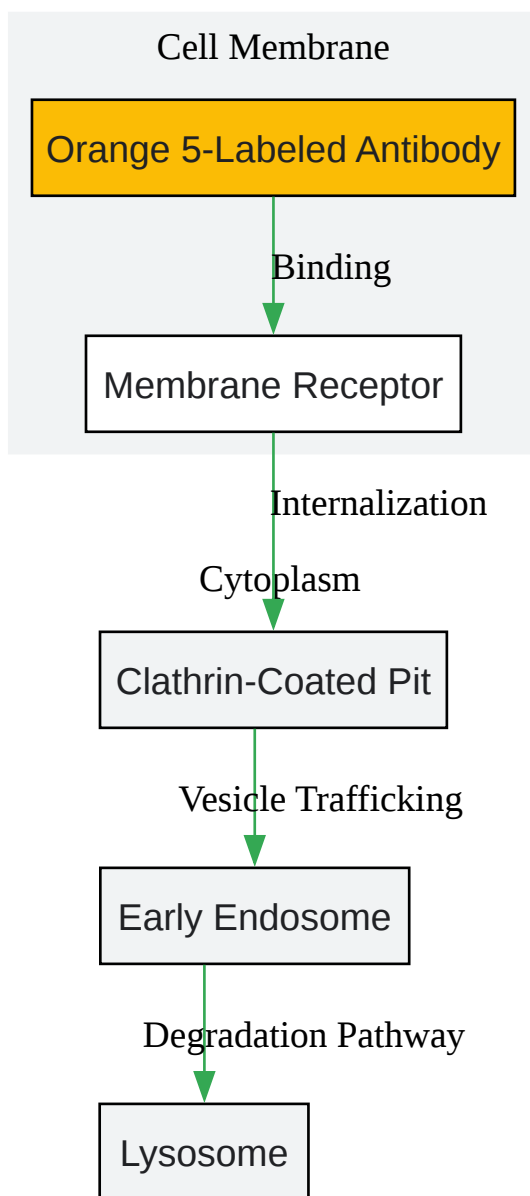 Cell Membrane
Orange 5-Labeled Antibody
Binding
Membrane Receptor
Internalization
Cytoplasm
Clathrin-Coated Pit
Vesicle Trafficking
Early Endosome
Degradation Pathway
Lysosome